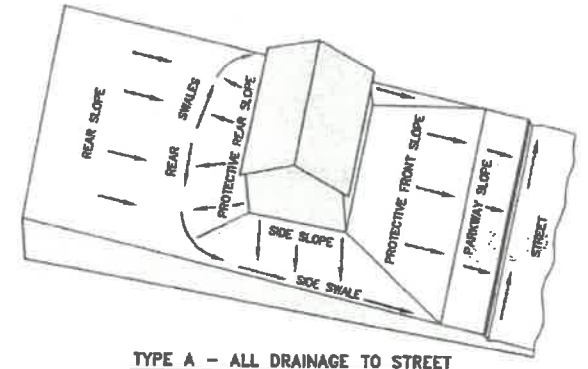 REAR SLOPE
REAR SWALES
PROTECTIVE REAR SLOPE
SIDE SLOPE
SIDE SWALE
PROTECTIVE FRONT SLOPE
PARKWAY SLOPE
STREET
TYPE A - ALL DRAINAGE TO STREET